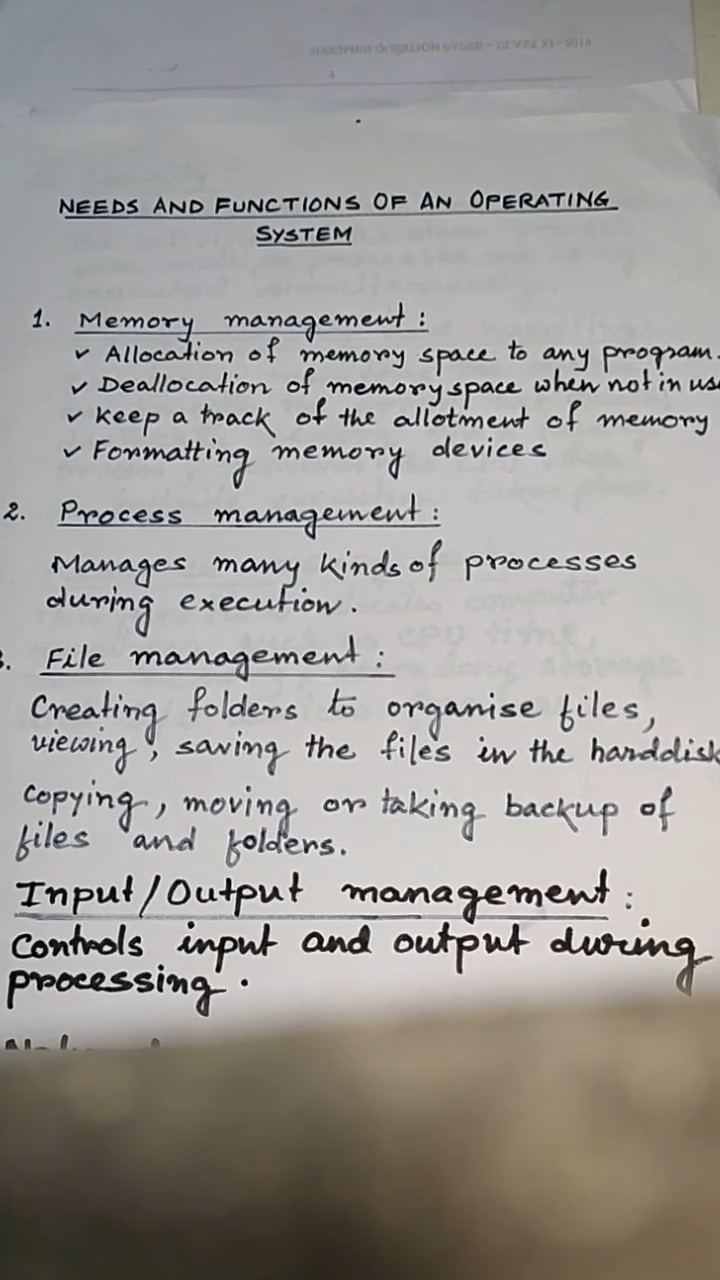 NEEDS AND FUNCTIONS OF AN OPERATING
SYSTEM
1. Memory management:
✓ Allocation of memory space to any program.
✓ Deallocation of memory space when not in us
✓ Keep a track of the allotment of memory
✓ Formatting memory devices
2. Process management:
Manages many kinds of processes
during execution.
3. File management:
Creating folders to organise files,
viewing, saving the files in the harddisk
copying, moving or taking backup of
files and folders.
Input/Output management:
Controls input and output during
processing.